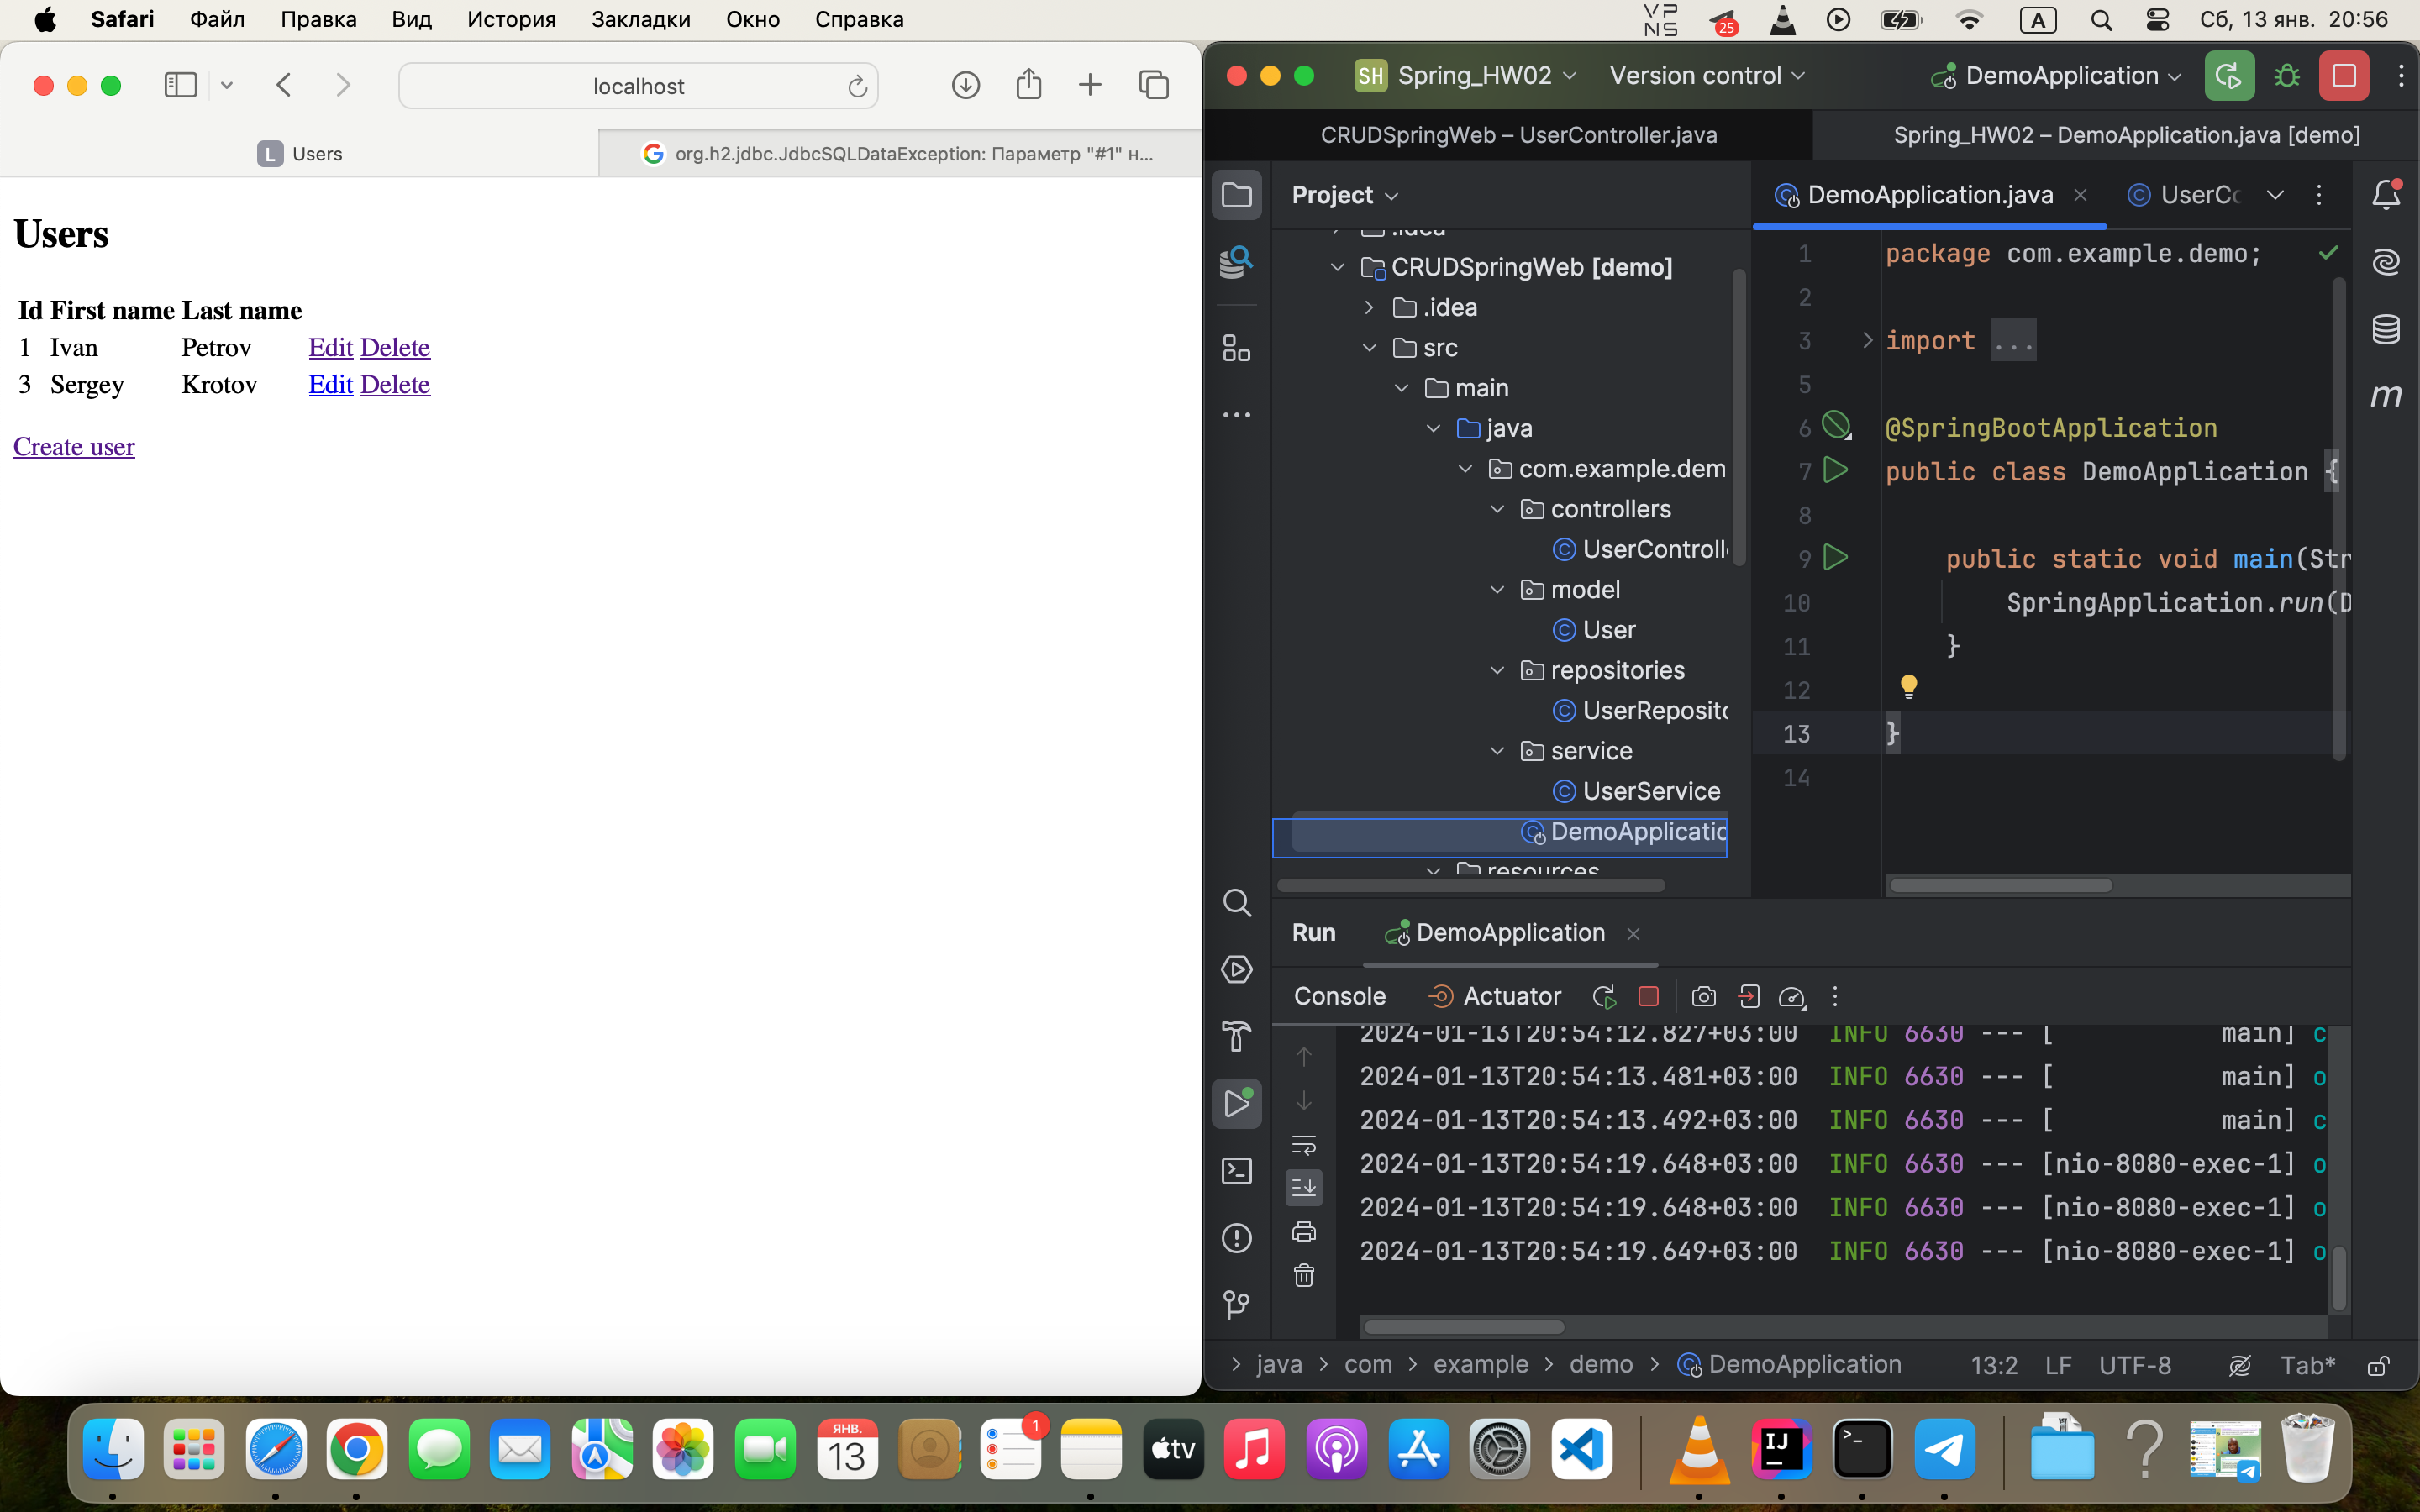 Safari Файл Правка Вид История Закладки Окно Справка
VPNS 25 A Сб, 13 янв. 20:56
localhost
L Users
org.h2.jdbc.JdbcSQLDataException: Параметр "#1" н...
Users
Id First name Last name
1 Ivan Petrov Edit Delete
3 Sergey Krotov Edit Delete
Create user
SH Spring_HW02 Version control DemoApplication
CRUDSpringWeb – UserController.java
Spring_HW02 – DemoApplication.java [demo]
Project
.idea
CRUDSpringWeb [demo]
.idea
src
main
java
com.example.dem
controllers
UserControll
model
User
repositories
UserReposito
service
UserService
DemoApplicatio
resources
DemoApplication.java UserCo
1 package com.example.demo;
2
3 import ...
5
6 @SpringBootApplication
7 public class DemoApplication {
8
9 public static void main(Str
10 SpringApplication.run(D
11 }
12
13 }
14
m
Run DemoApplication
Console Actuator
2024-01-13T20:54:12.827+03:00 INFO 6630 --- [ main] c
2024-01-13T20:54:13.481+03:00 INFO 6630 --- [ main] o
2024-01-13T20:54:13.492+03:00 INFO 6630 --- [ main] c
2024-01-13T20:54:19.648+03:00 INFO 6630 --- [nio-8080-exec-1] o
2024-01-13T20:54:19.648+03:00 INFO 6630 --- [nio-8080-exec-1] o
2024-01-13T20:54:19.649+03:00 INFO 6630 --- [nio-8080-exec-1] o
> java > com > example > demo > DemoApplication 13:2 LF UTF-8 Tab*
ЯНВ.
13
1
tv
IJ